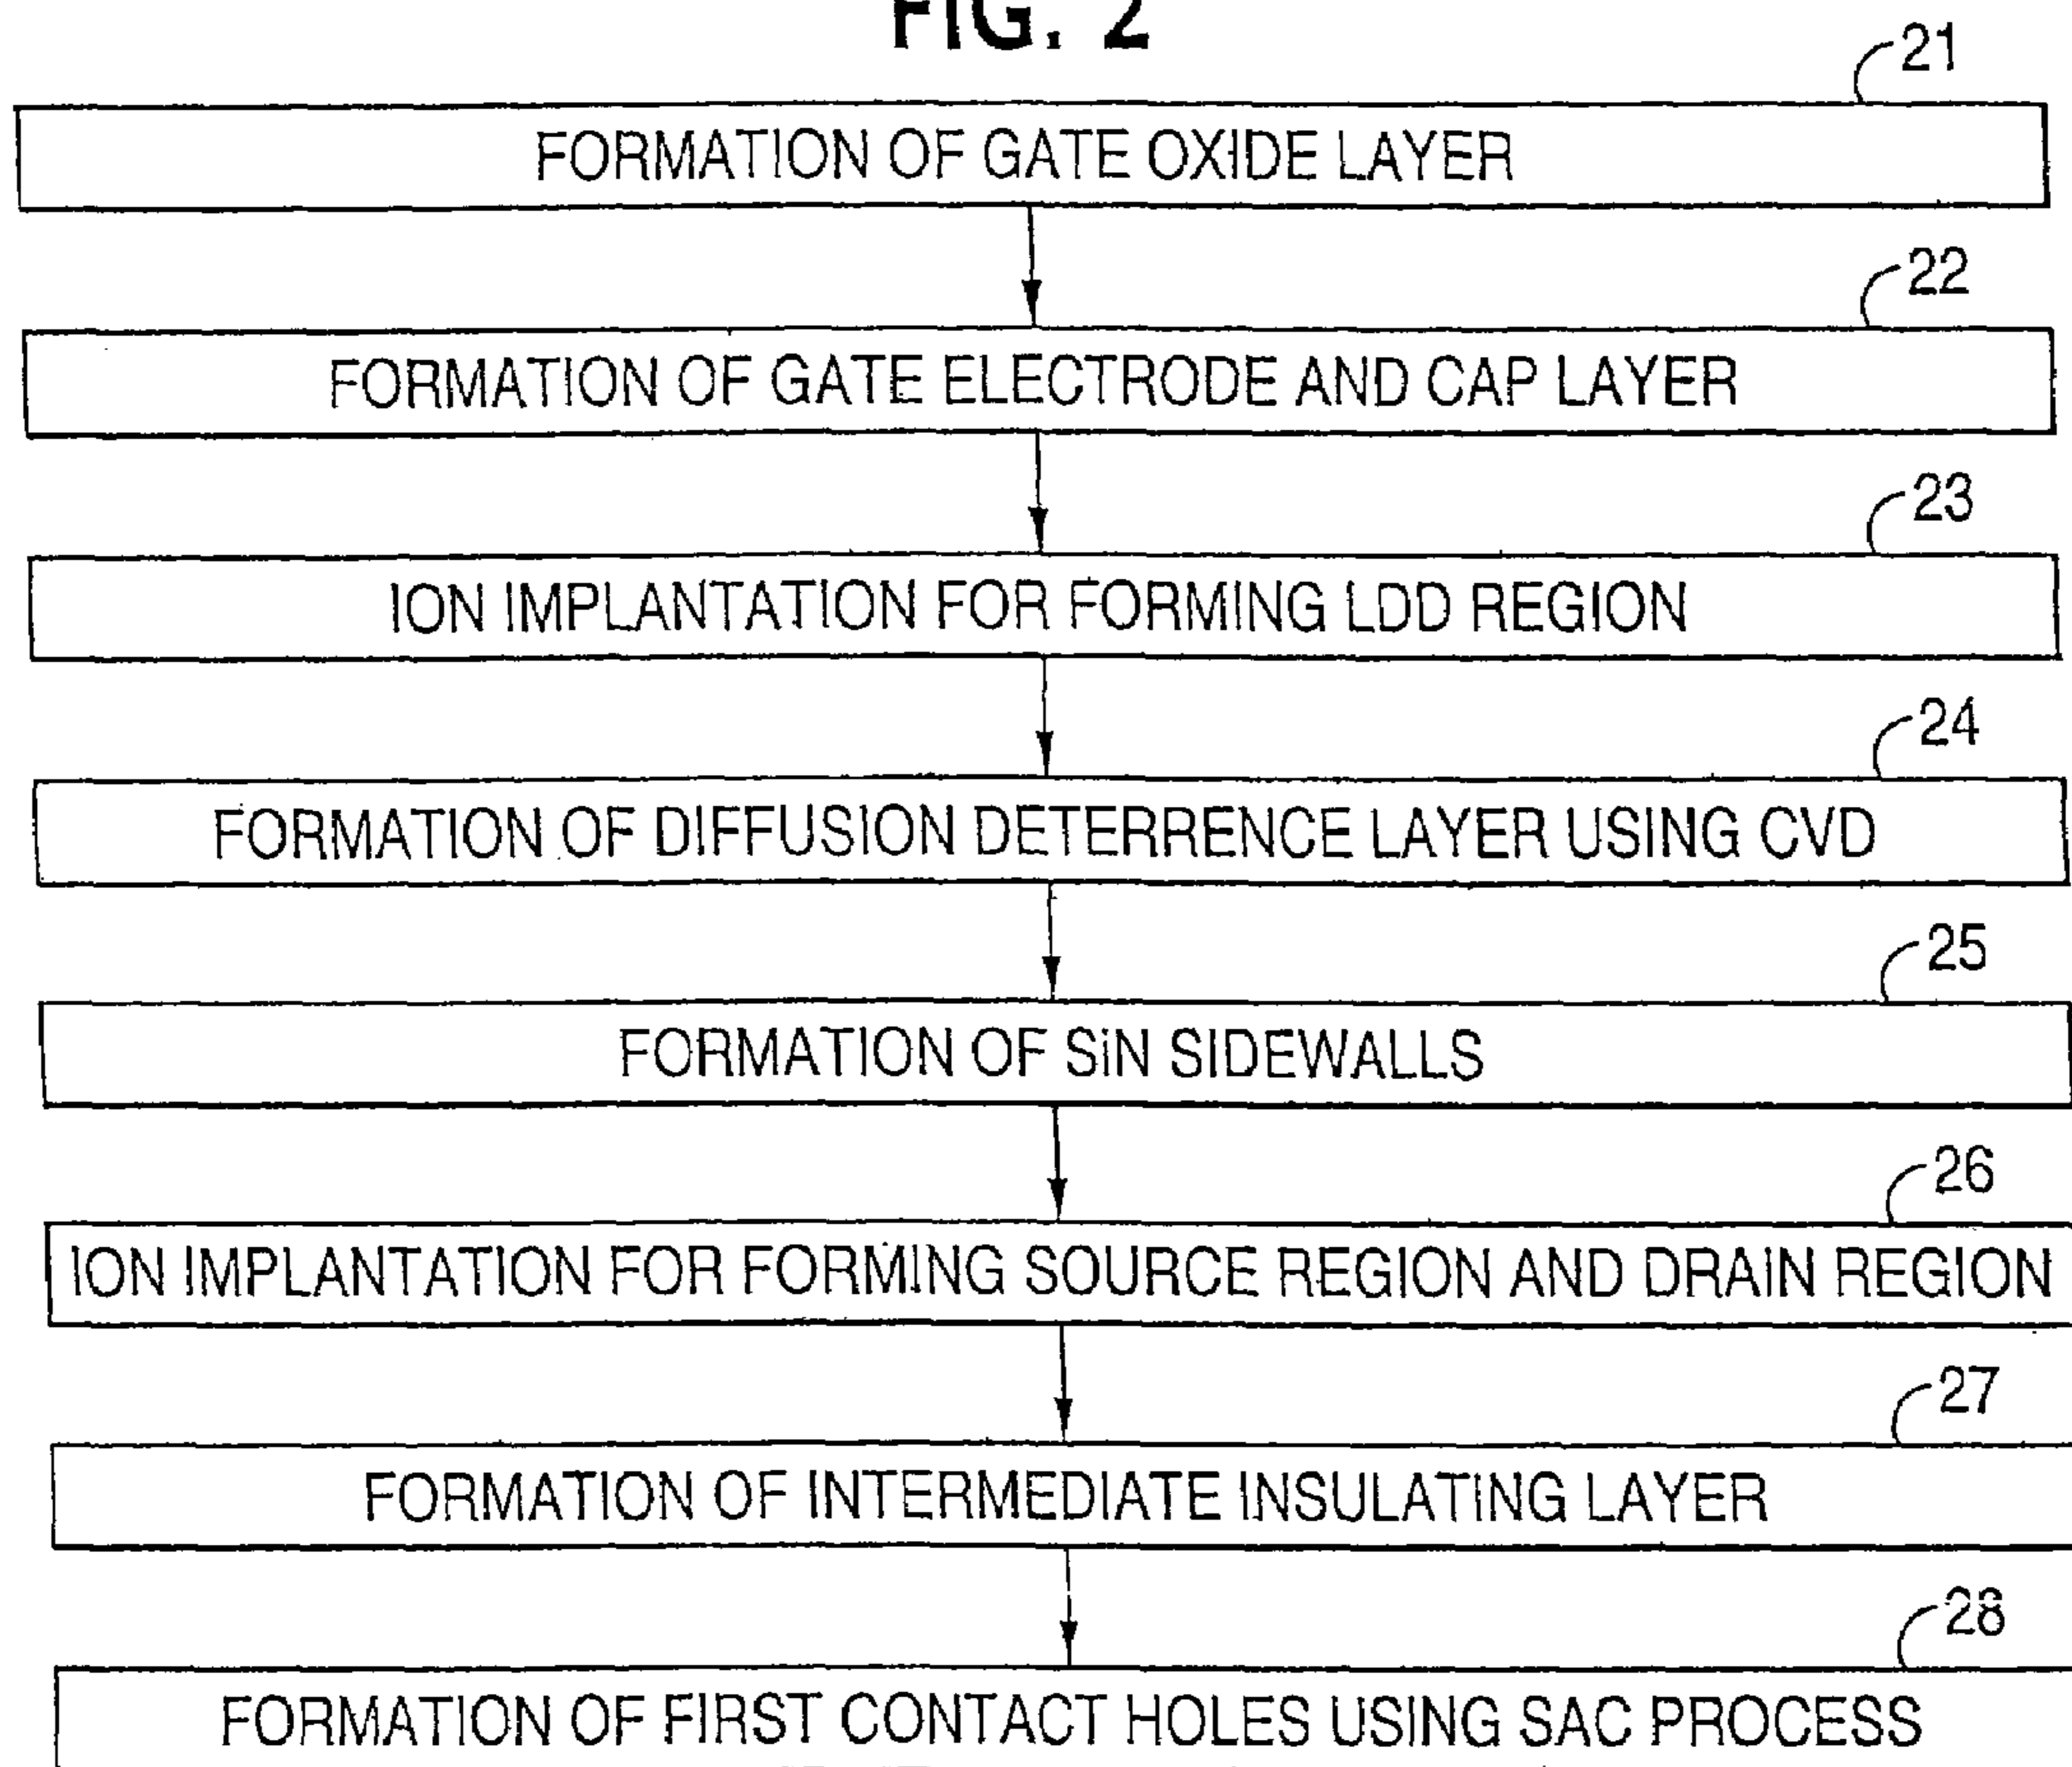 FIG. 2
21
FORMATION OF GATE OXIDE LAYER
22
FORMATION OF GATE ELECTRODE AND CAP LAYER
23
ION IMPLANTATION FOR FORMING LDD REGION
24
FORMATION OF DIFFUSION DETERRENCE LAYER USING CVD
25
FORMATION OF SiN SIDEWALLS
26
ION IMPLANTATION FOR FORMING SOURCE REGION AND DRAIN REGION
27
FORMATION OF INTERMEDIATE INSULATING LAYER
28
FORMATION OF FIRST CONTACT HOLES USING SAC PROCESS